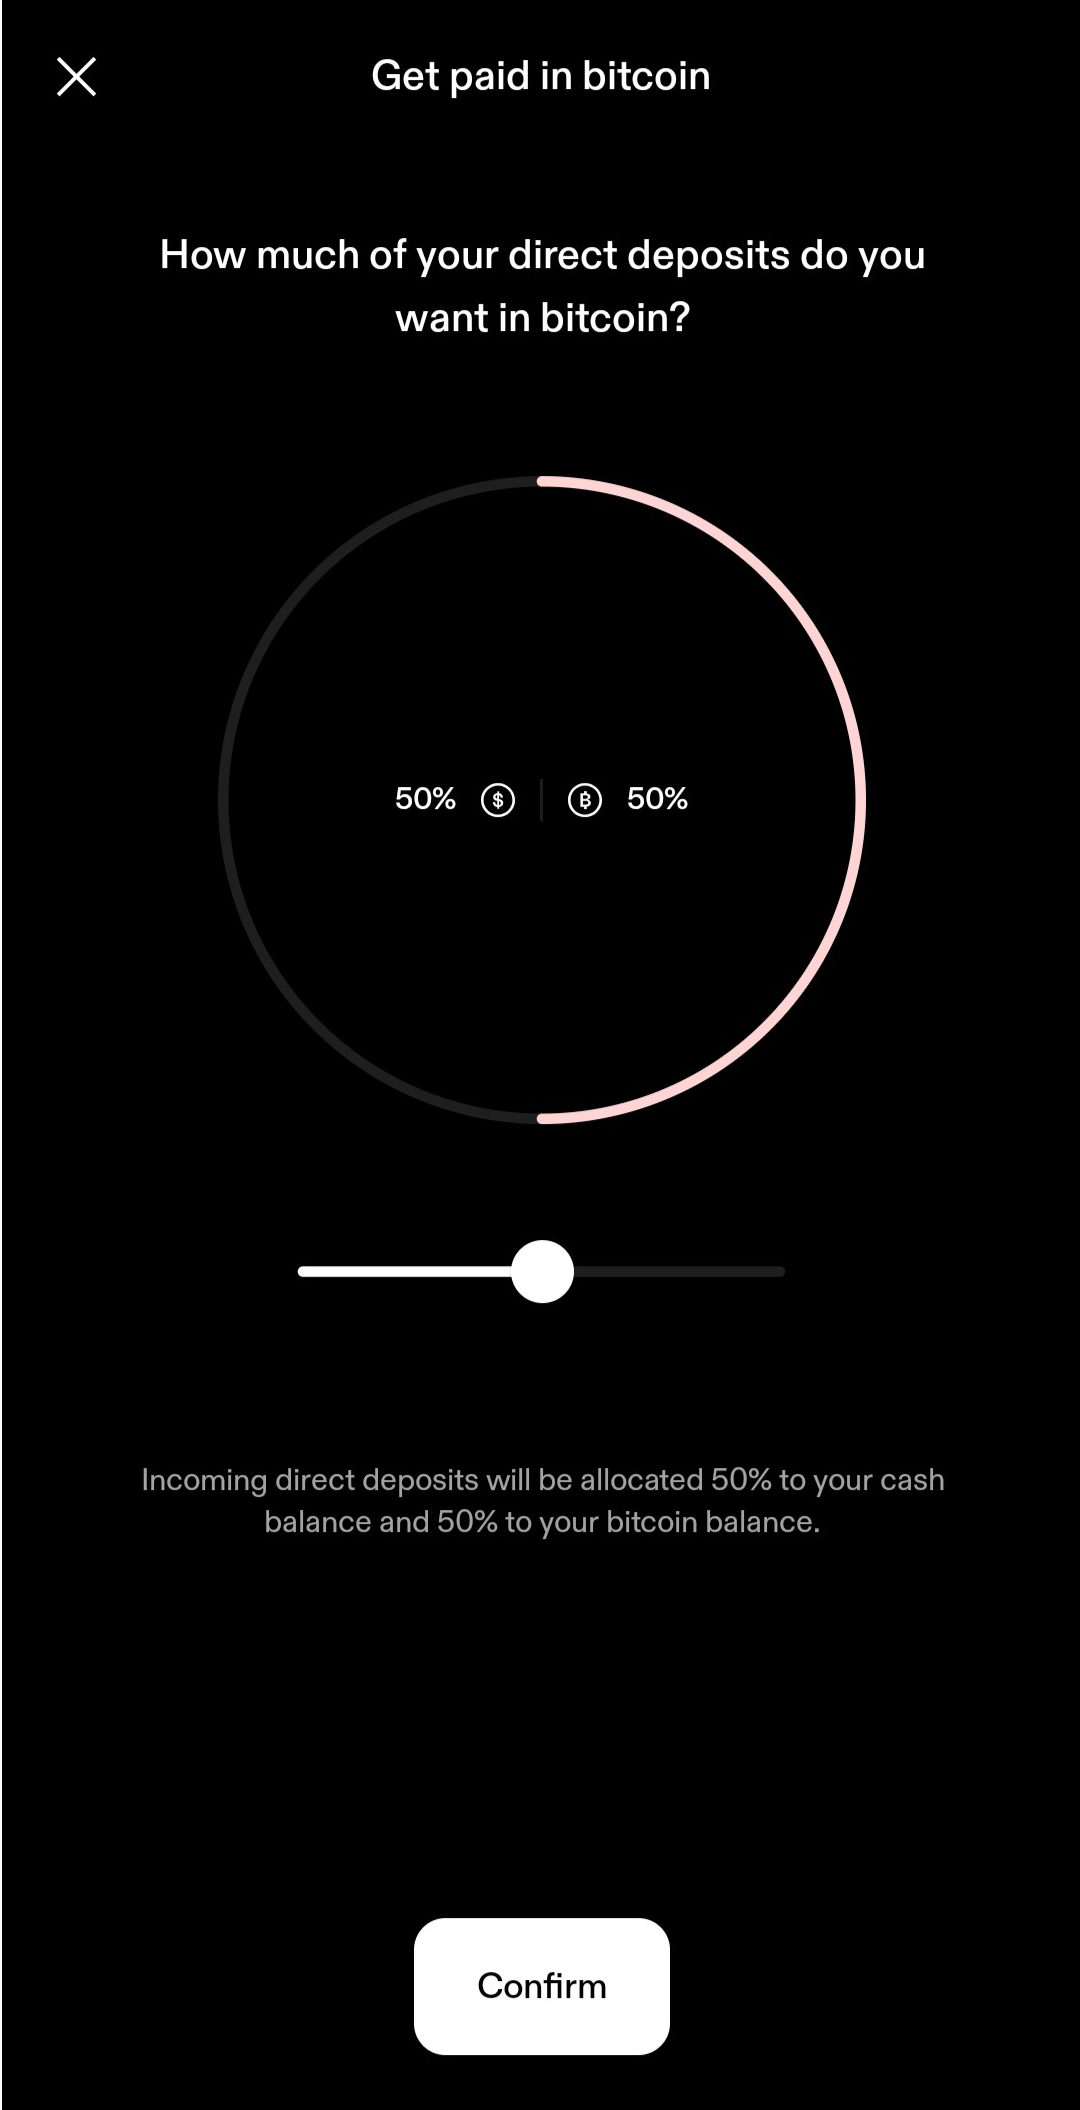 Get paid in bitcoin
How much of your direct deposits do you
want in bitcoin?
50% $ | ₿ 50%
Incoming direct deposits will be allocated 50% to your cash
balance and 50% to your bitcoin balance.
Confirm